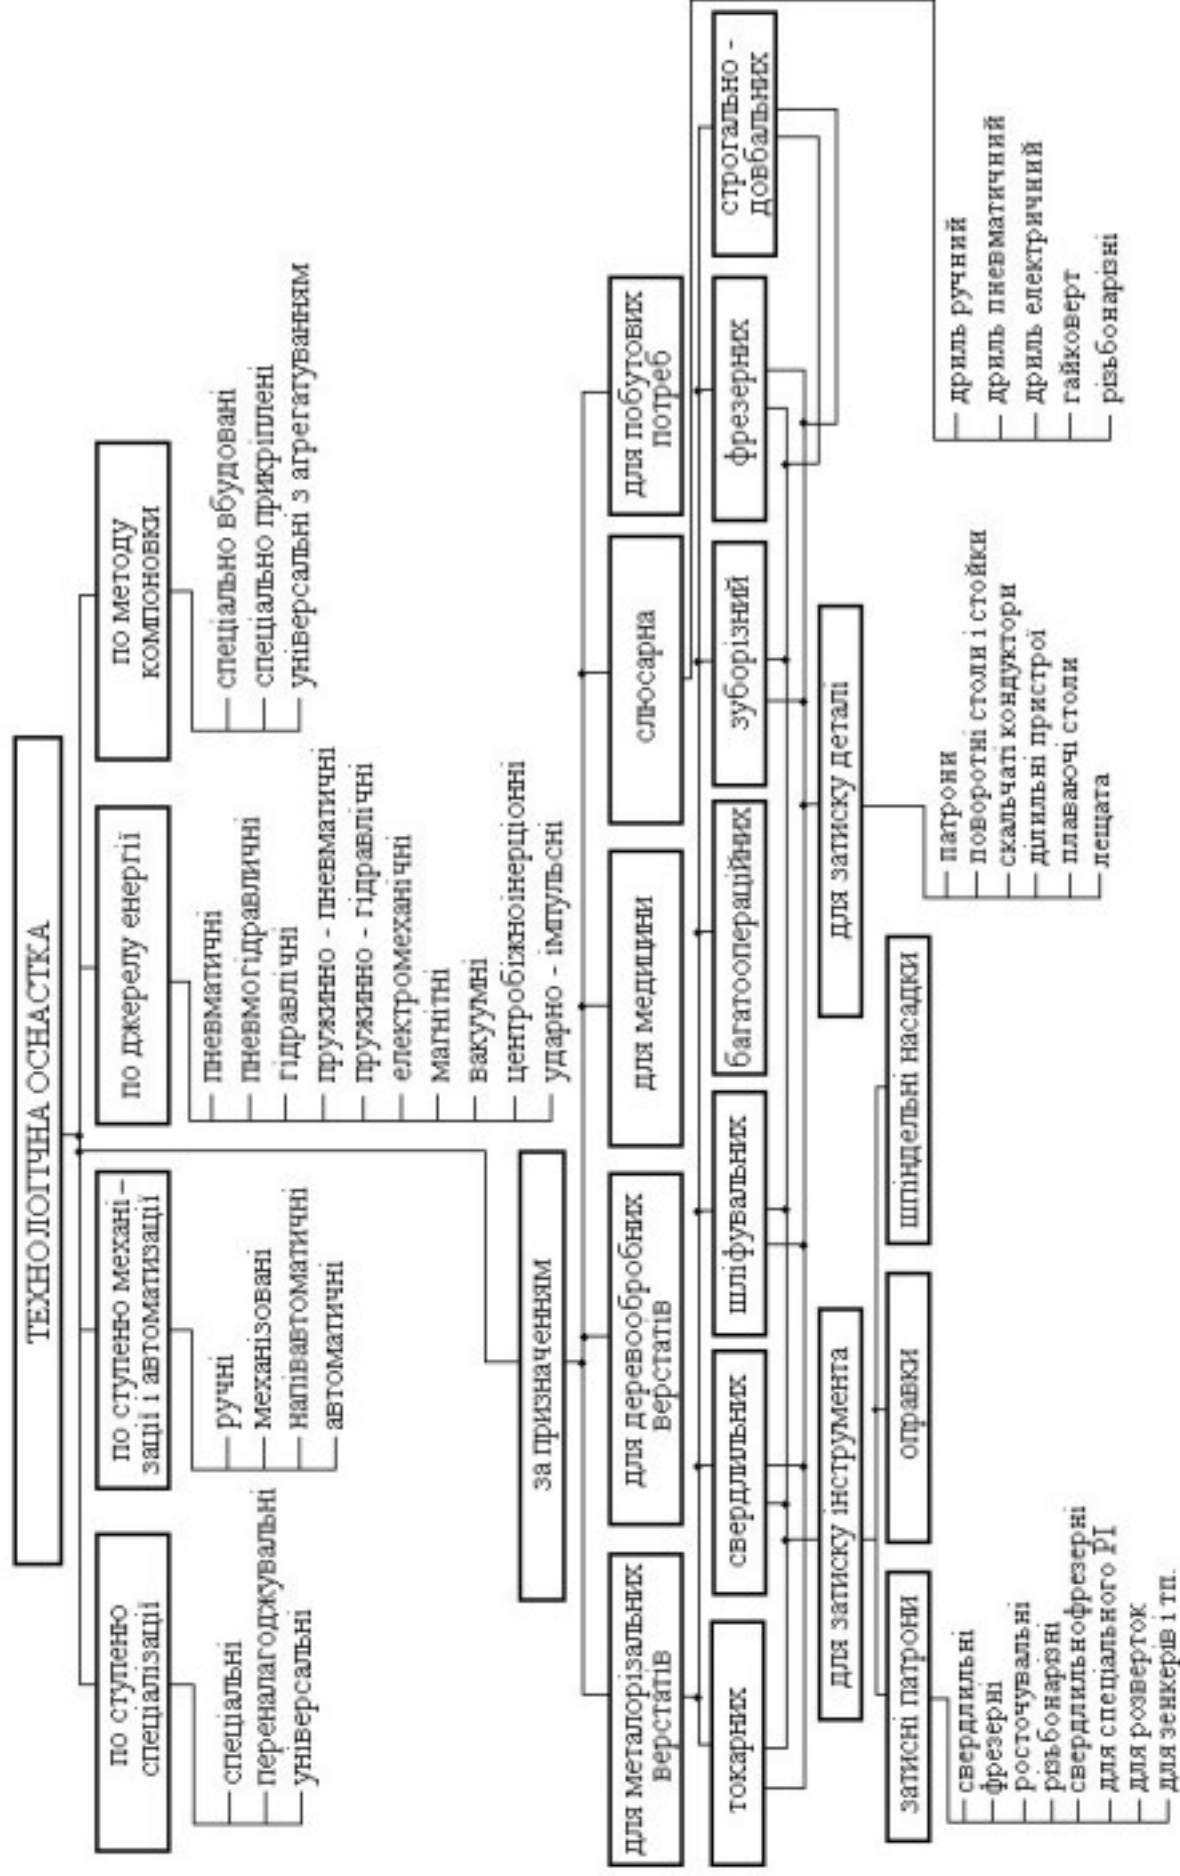 ТЕХНОЛОГІЧНА ОСНАСТКА
по ступеню
спеціалізації
спеціальні
переналагоджувальні
універсальні
по ступеню механі–
зації і автоматизації
ручні
механізовані
напівавтоматичні
автоматичні
по джерелу енергії
пневматичні
пневмогідравличні
гідравлічні
пружинно - пневматичні
пружинно - гідравлічні
електромеханічні
магнітні
вакуумні
центробіжноінерціонні
ударно - імпульсні
по методу
компоновки
спеціально вбудовані
спеціально прикріплені
універсальні з агрегатуванням
за призначенням
для металорізальних
верстатів
для деревообробних
верстатів
для медицини
слюсарна
для побутових
потреб
токарних
свердлильних
шліфувальних
багатоопераційних
зуборізний
фрезерних
строгально -
довбальних
для затиску інструмента
для затиску деталі
затисні патрони
оправки
шпіндельні насадки
свердлильні
фрезерні
росточувальні
різьбонарізні
свердлильнофрезерні
для спеціального РІ
для розверток
для зенкерів і тп.
патрони
поворотні столи і стойки
скальчаті кондуктори
ділильні пристрої
плаваючі столи
лещата
дриль ручний
дриль пневматичний
дриль електричний
гайковерт
різьбонарізні